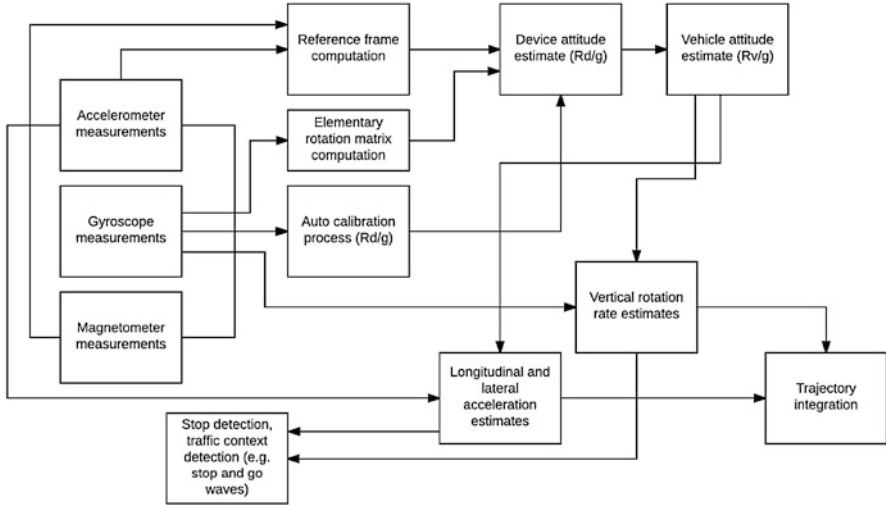 Reference frame
computation
Device attitude
estimate (Rd/g)
Vehicle attitude
estimate (Rv/g)
Accelerometer
measurements
Elementary
rotation matrix
computation
Gyroscope
measurements
Auto calibration
process (Rd/g)
Vertical rotation
rate estimates
Magnetometer
measurements
Longitudinal and
lateral
acceleration
estimates
Trajectory
integration
Stop detection,
traffic context
detection (e.g.
stop and go
waves)